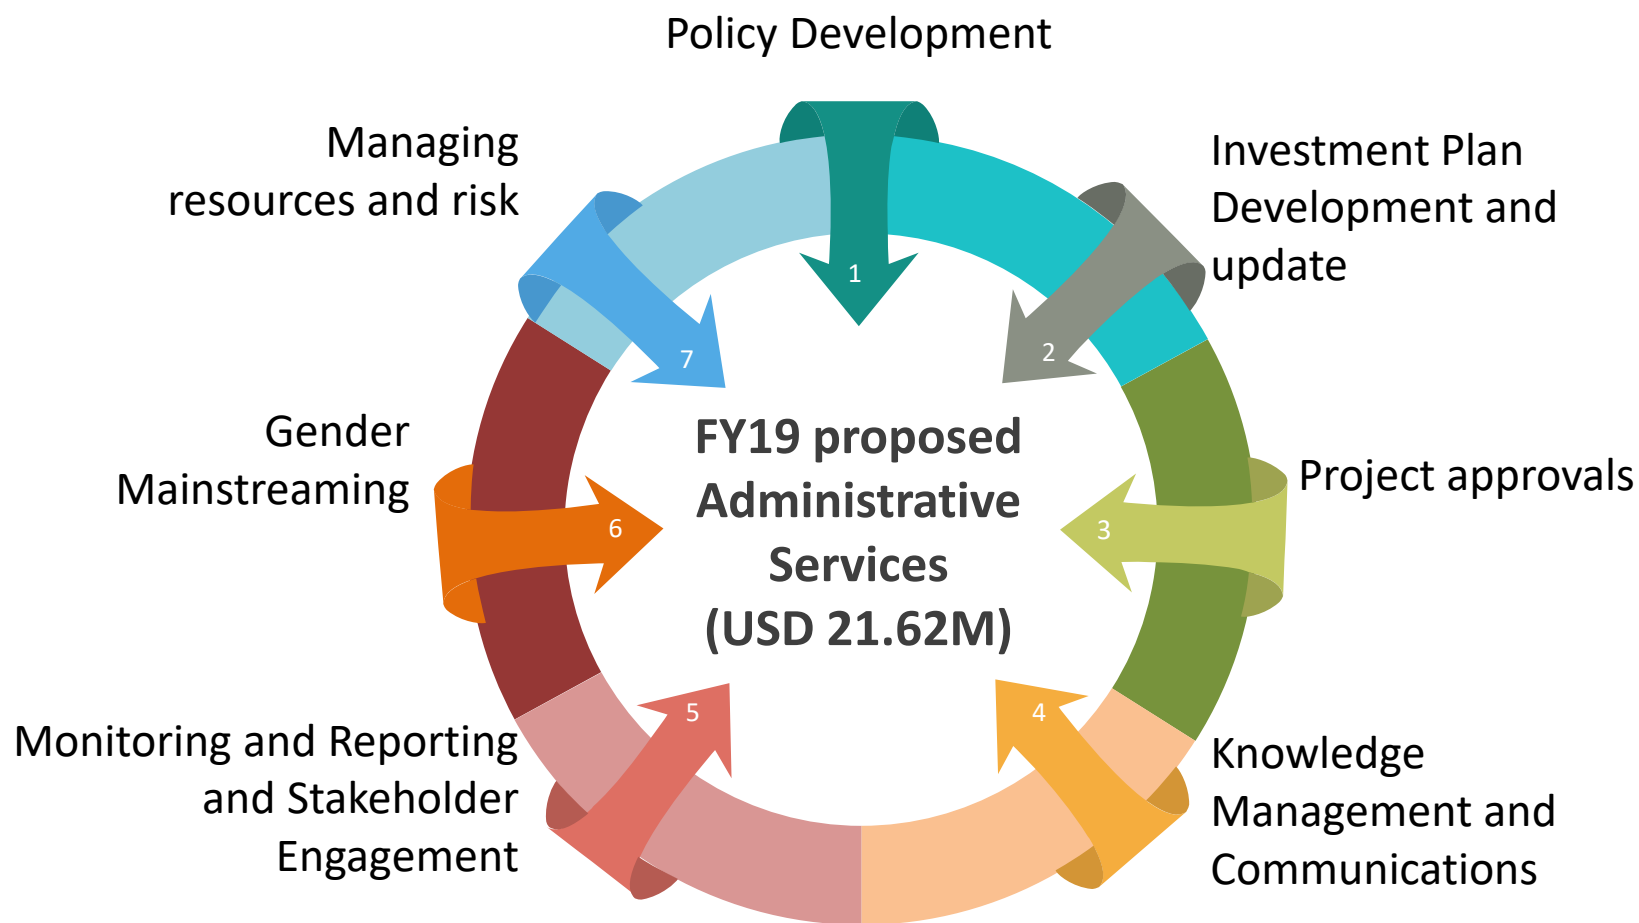 Policy Development
1
Investment Plan
Development and
update
2
Project approvals
3
Knowledge
Management and
Communications
4
Monitoring and Reporting
and Stakeholder
Engagement
5
Gender
Mainstreaming
6
Managing
resources and risk
7
FY19 proposed
Administrative
Services
(USD 21.62M)